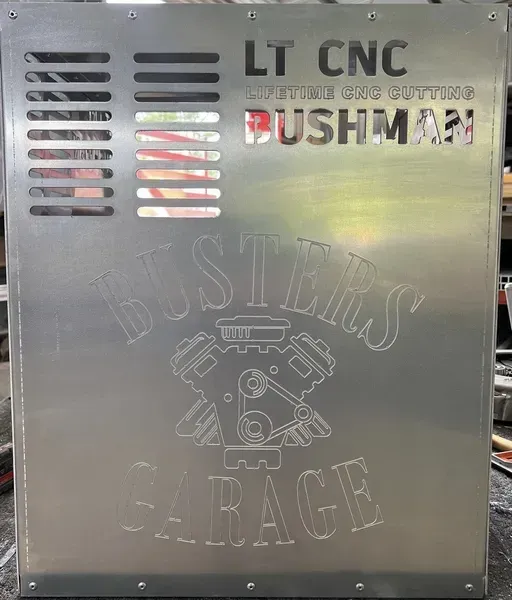 LT CNC
LIFETIME CNC CUTTING
BUSHMAN
BUSTERS
GARAGE